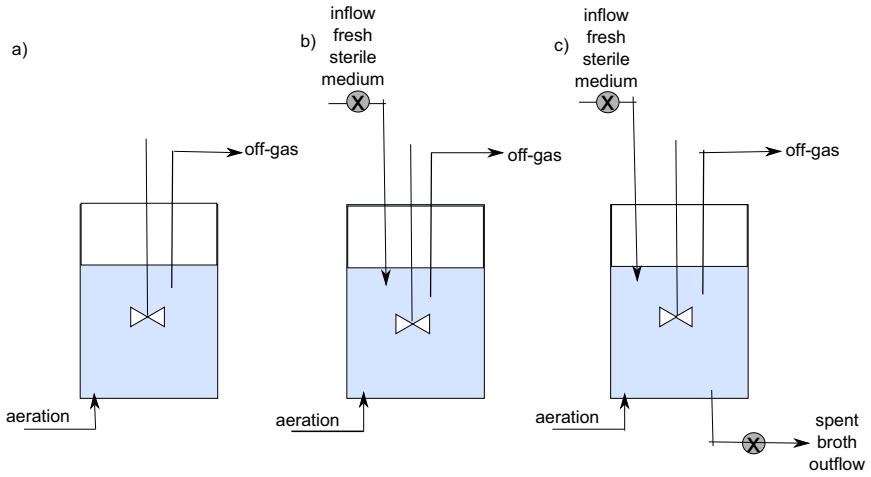 a)
off-gas
aeration
b)
inflow
fresh
sterile
medium
X
off-gas
aeration
c)
inflow
fresh
sterile
medium
X
off-gas
aeration
X
spent
broth
outflow